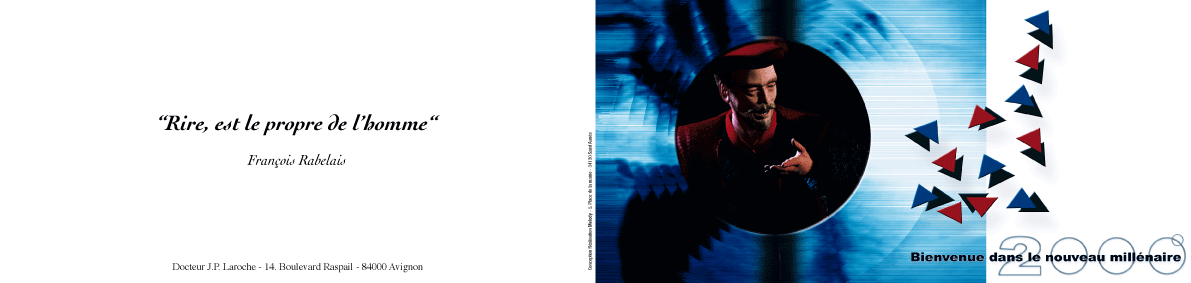 “Rire, est le propre de l’homme“
François Rabelais
Docteur J.P. Laroche - 14. Boulevard Raspail - 84000 Avignon
2000
Bienvenue dans le nouveau millénaire